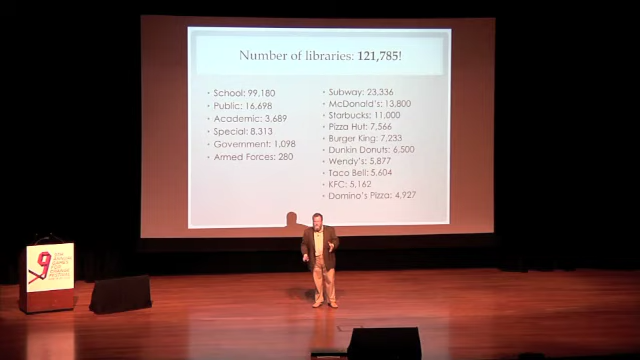 Number of libraries: 121,785!
• School: 99,180
• Public: 16,698
• Academic: 3,689
• Special: 8,313
• Government: 1,098
• Armed Forces: 280
• Subway: 23,336
• McDonald's: 13,800
• Starbucks: 11,000
• Pizza Hut: 7,566
• Burger King: 7,233
• Dunkin Donuts: 6,500
• Wendy's: 5,877
• Taco Bell: 5,604
• KFC: 5,162
• Domino's Pizza: 4,927
9